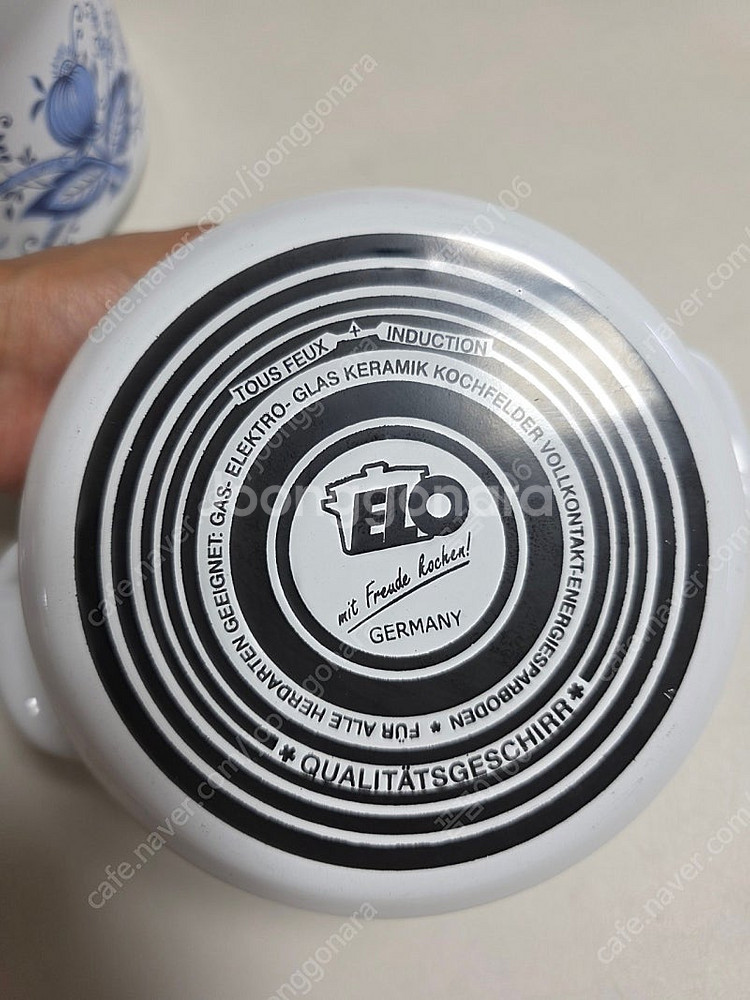 TOUS FEUX + INDUCTION
FÜR ALLE HERDARTEN GEEIGNET: GAS- ELEKTRO- GLAS KERAMIK KOCHFELDER VOLLKONTAKT-ENERGIESPARBODEN *
* QUALITÄTSGESCHIRR *
ELO
mit Freude kochen!
GERMANY
joonggonara
cafe.naver.com/joonggonara